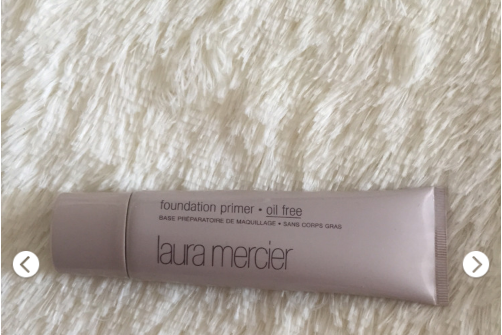 foundation primer • oil free
BASE PRÉPARATOIRE DE MAQUILLAGE • SANS CORPS GRAS
laura mercier